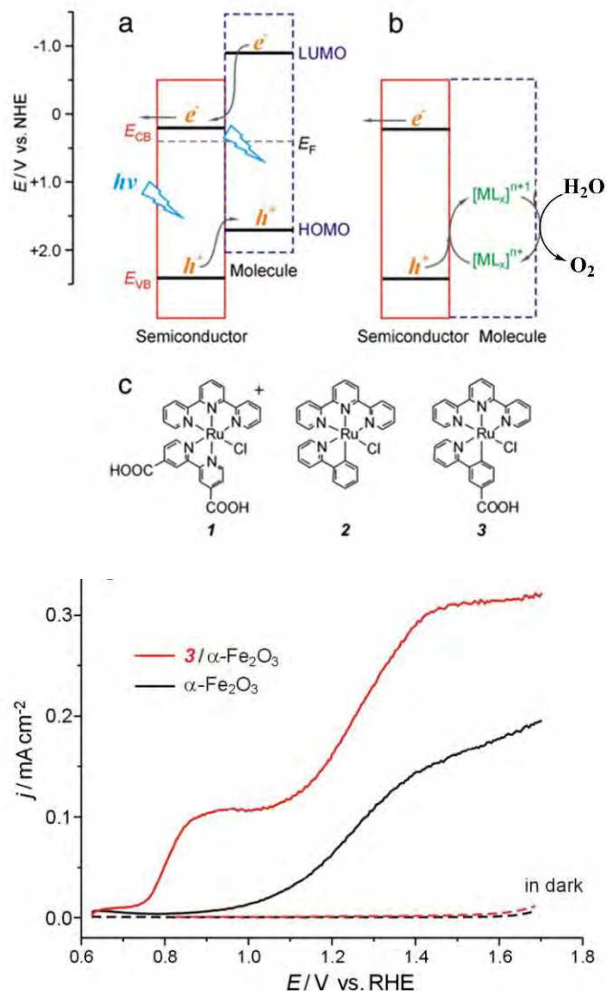 a
b
-1.0
0
+1.0
+2.0
E/V vs. NHE
e⁻
LUMO
e⁻
E_CB
E_F
hν
h⁺
HOMO
h⁺
E_VB
Molecule
Semiconductor
e⁻
[ML_x]^{n+1}
H2O
h⁺
[ML_x]^{n+}
O2
Semiconductor Molecule
c
+
N N N
Ru
N Cl
N
HOOC
COOH
1
N N N
Ru
N Cl
2
N N N
Ru
N Cl
COOH
3
0.3
0.2
0.1
0.0
j/mA cm⁻²
3/α-Fe₂O₃
α-Fe₂O₃
in dark
0.6 0.8 1.0 1.2 1.4 1.6 1.8
E/V vs. RHE